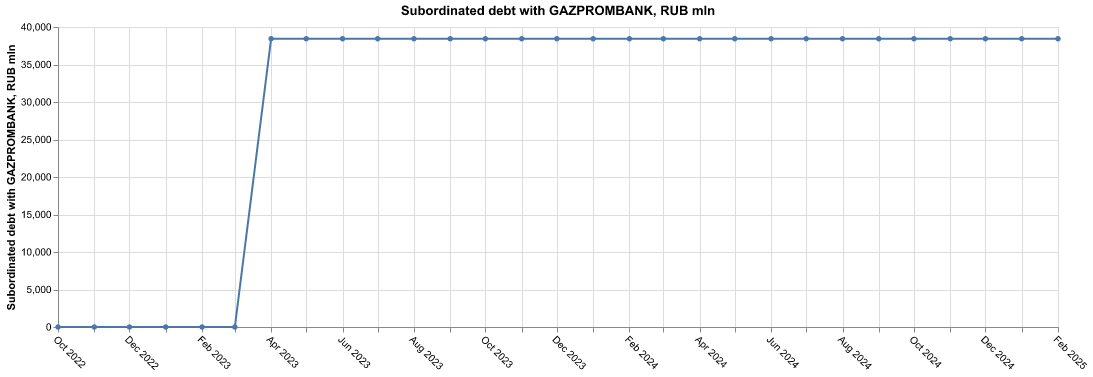 Subordinated debt with GAZPROMBANK, RUB mln
Subordinated debt with GAZPROMBANK, RUB mln
40,000
35,000
30,000
25,000
20,000
15,000
10,000
5,000
0
Oct 2022
Dec 2022
Feb 2023
Apr 2023
Jun 2023
Aug 2023
Oct 2023
Dec 2023
Feb 2024
Apr 2024
Jun 2024
Aug 2024
Oct 2024
Dec 2024
Feb 2025